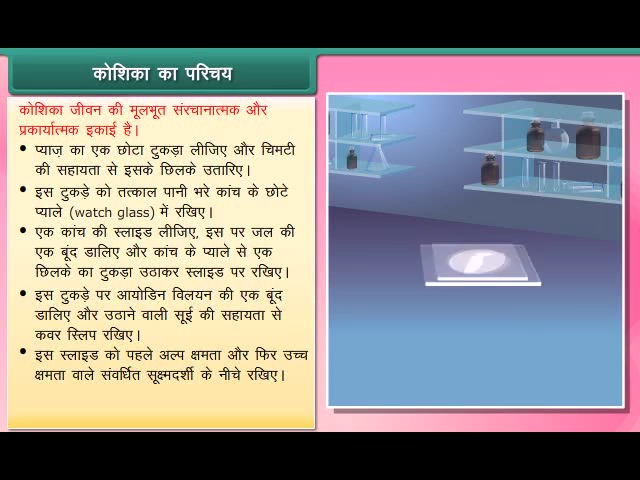 कोशिका का परिचय
कोशिका जीवन की मूलभूत संरचानात्मक और
प्रकार्यात्मक इकाई है।
• प्याज़ का एक छोटा टुकड़ा लीजिए और चिमटी
की सहायता से इसके छिलके उतारिए।
• इस टुकड़े को तत्काल पानी भरे कांच के छोटे
प्याले (watch glass) में रखिए।
• एक कांच की स्लाइड लीजिए, इस पर जल की
एक बूंद डालिए और कांच के प्याले से एक
छिलके का टुकड़ा उठाकर स्लाइड पर रखिए।
• इस टुकड़े पर आयोडिन विलयन की एक बूंद
डालिए और उठाने वाली सूई की सहायता से
कवर स्लिप रखिए।
• इस स्लाइड को पहले अल्प क्षमता और फिर उच्च
क्षमता वाले संवर्धित सूक्ष्मदर्शी के नीचे रखिए।